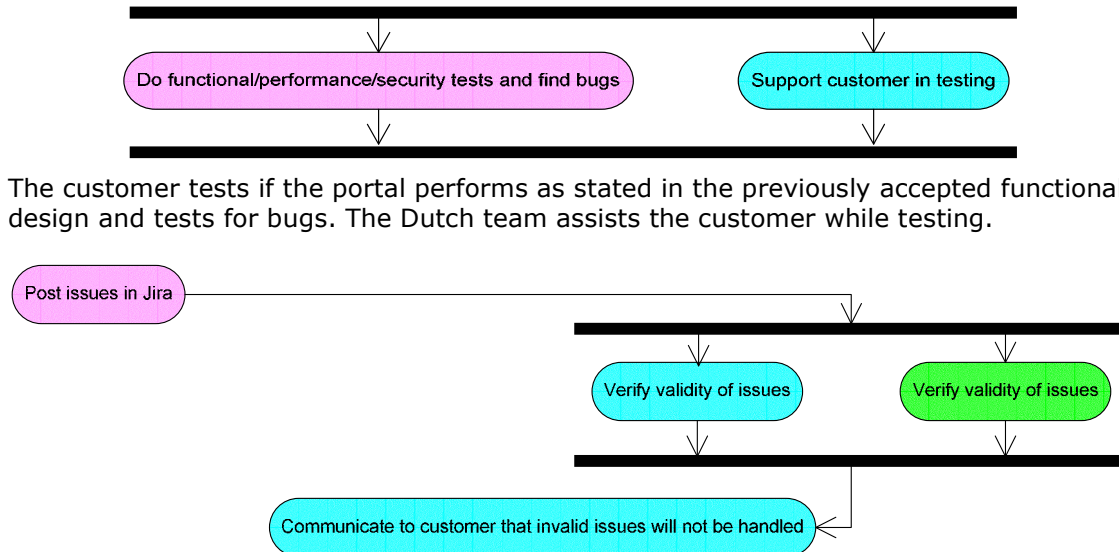 Do functional/performance/security tests and find bugs
Support customer in testing
The customer tests if the portal performs as stated in the previously accepted functiona
design and tests for bugs. The Dutch team assists the customer while testing.
Post issues in Jira
Verify validity of issues
Verify validity of issues
Communicate to customer that invalid issues will not be handled